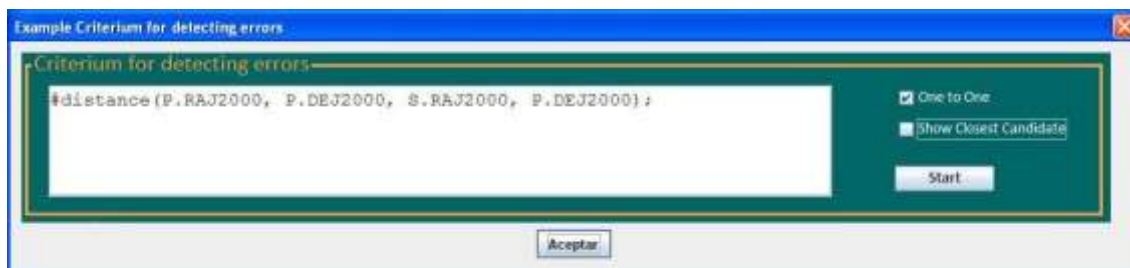 Example Criterium for detecting errors
Criterium for detecting errors
#distance(P.RAJ2000, P.DEJ2000, S.RAJ2000, P.DEJ2000);
One to One
Show Closest Candidate
Start
Aceptar